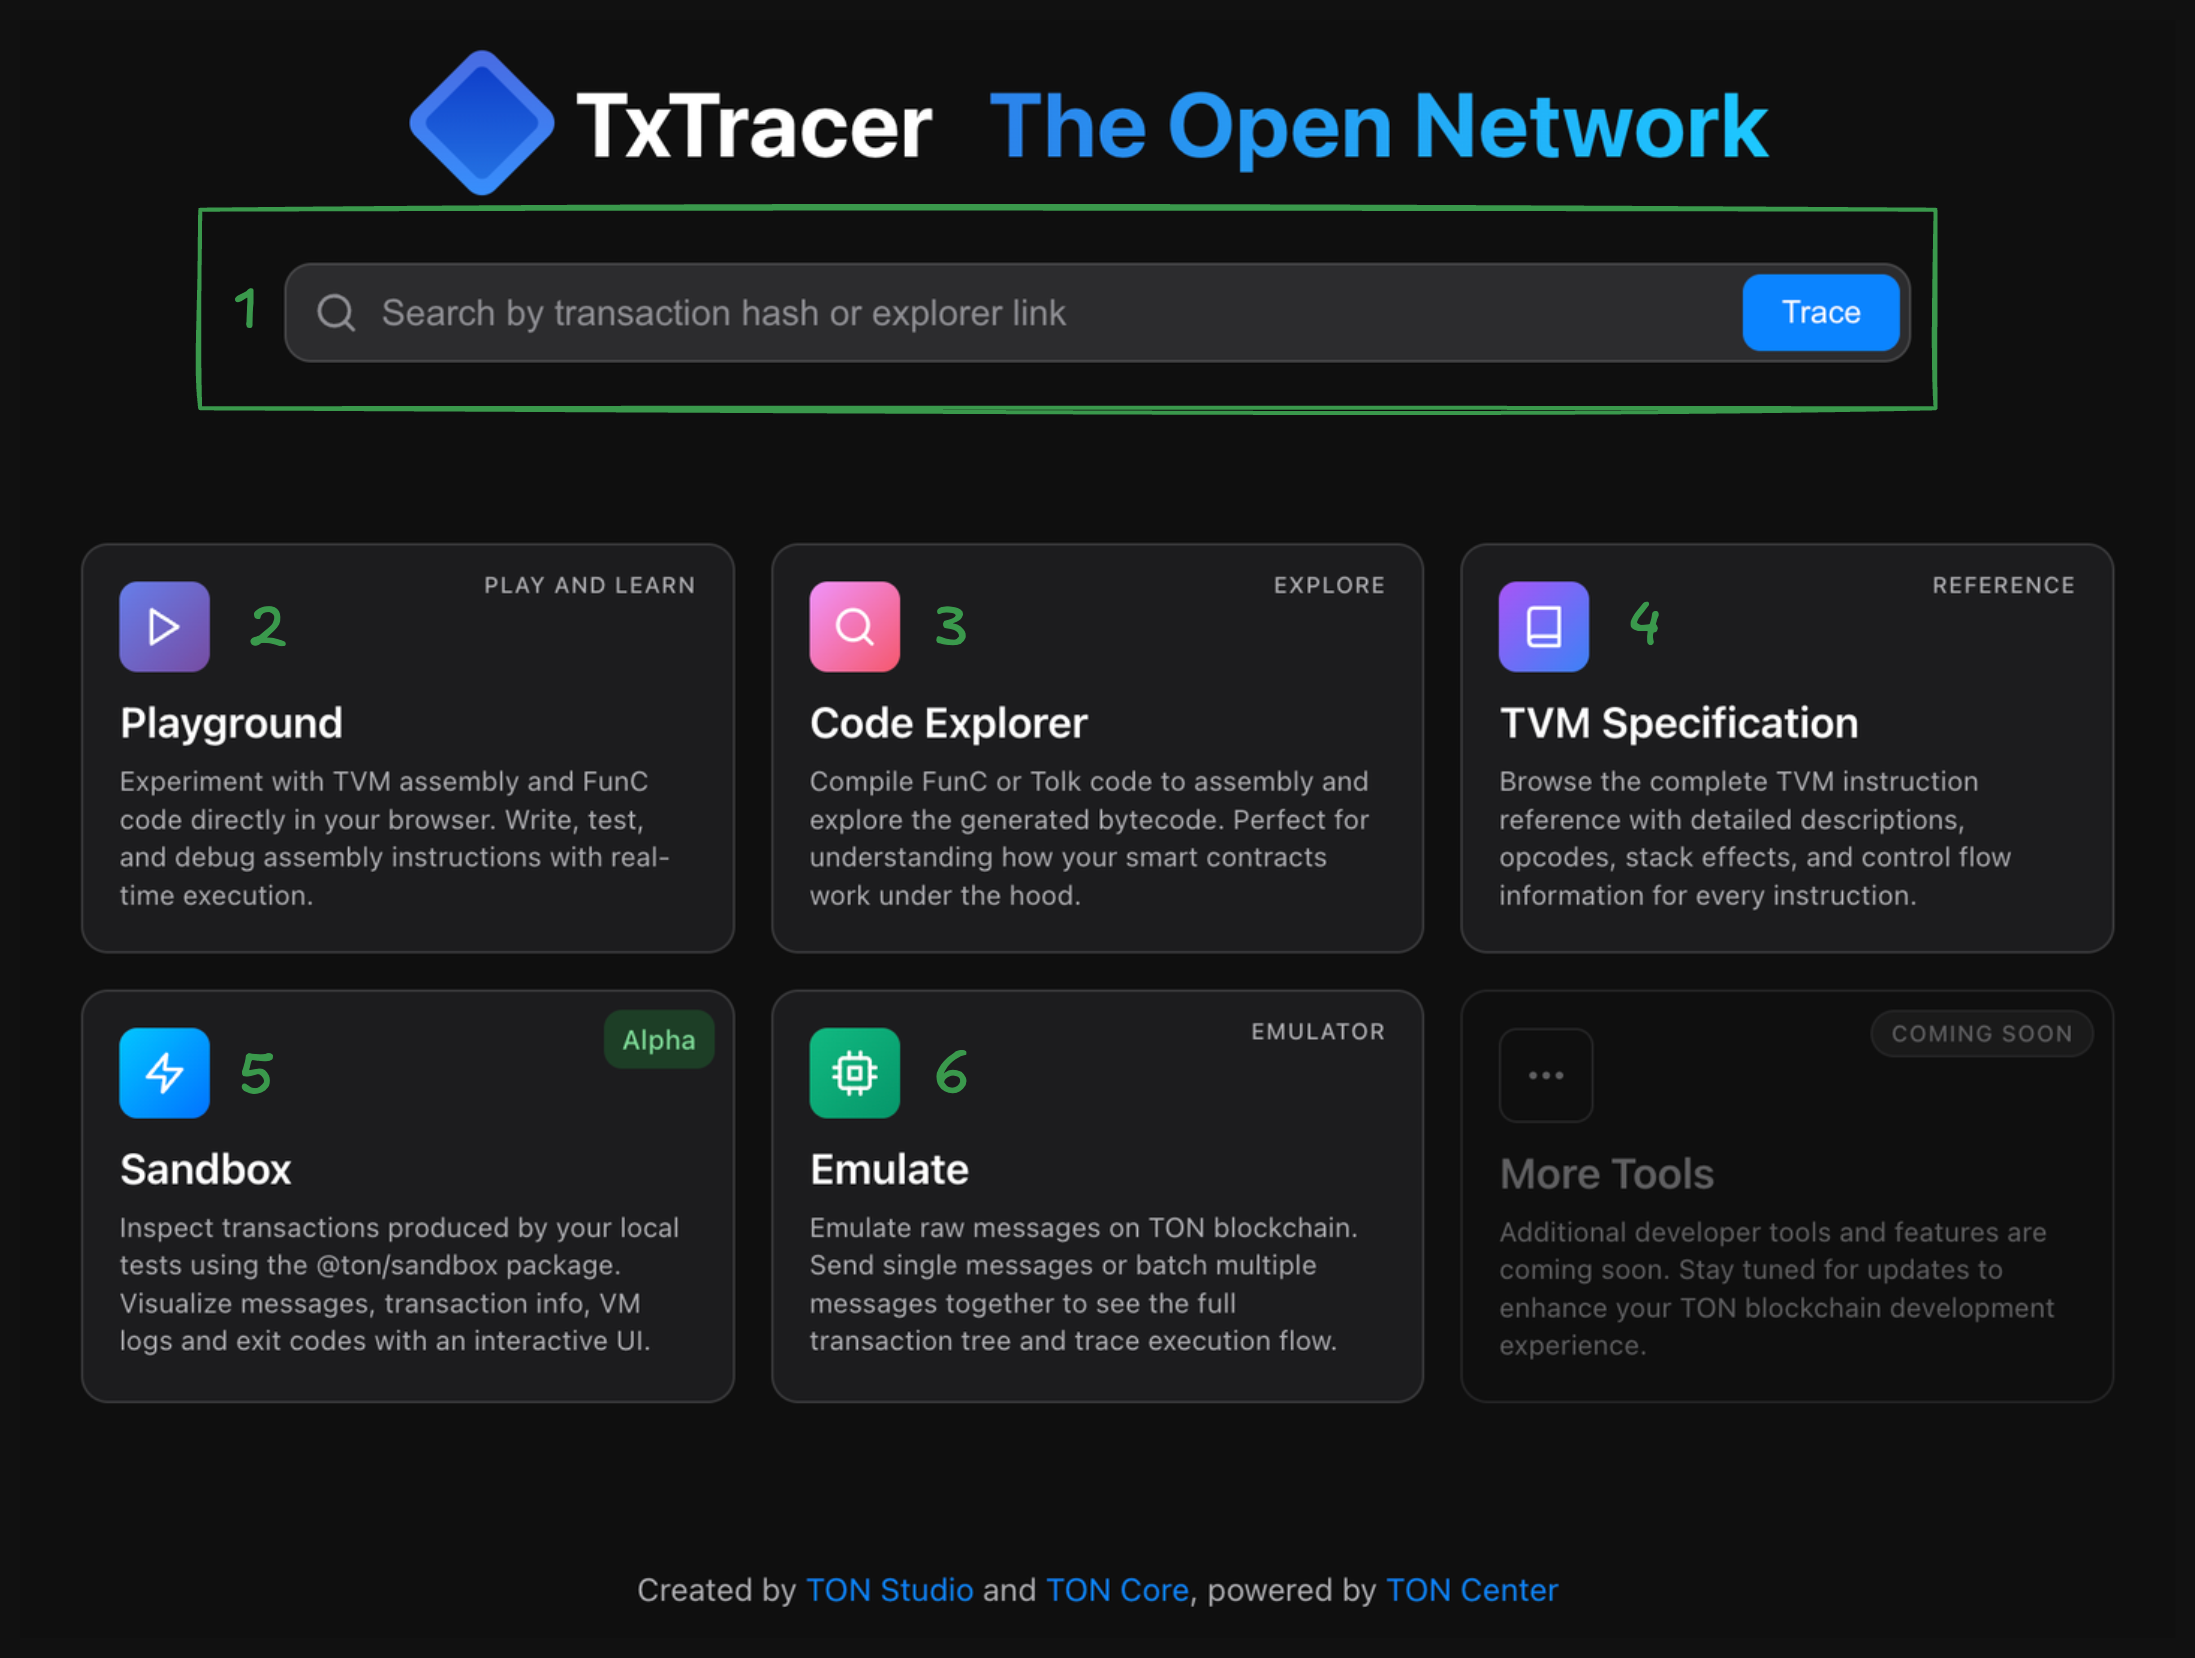 TxTracer The Open Network
1 Search by transaction hash or explorer link Trace
2 PLAY AND LEARN
Playground
Experiment with TVM assembly and FunC
code directly in your browser. Write, test,
and debug assembly instructions with real-
time execution.
3 EXPLORE
Code Explorer
Compile FunC or Tolk code to assembly and
explore the generated bytecode. Perfect for
understanding how your smart contracts
work under the hood.
4 REFERENCE
TVM Specification
Browse the complete TVM instruction
reference with detailed descriptions,
opcodes, stack effects, and control flow
information for every instruction.
5 Alpha
Sandbox
Inspect transactions produced by your local
tests using the @ton/sandbox package.
Visualize messages, transaction info, VM
logs and exit codes with an interactive UI.
6 EMULATOR
Emulate
Emulate raw messages on TON blockchain.
Send single messages or batch multiple
messages together to see the full
transaction tree and trace execution flow.
COMING SOON
More Tools
Additional developer tools and features are
coming soon. Stay tuned for updates to
enhance your TON blockchain development
experience.
Created by TON Studio and TON Core, powered by TON Center